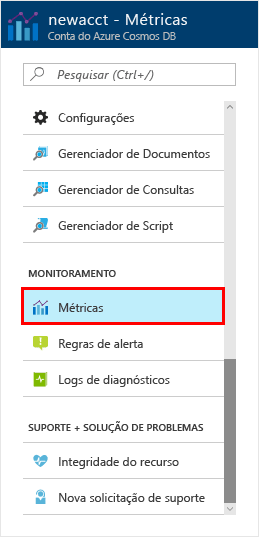 newacct - Métricas
Conta do Azure Cosmos DB
Pesquisar (Ctrl+/)
Configurações
Gerenciador de Documentos
Gerenciador de Consultas
Gerenciador de Script
MONITORAMENTO
Métricas
Regras de alerta
Logs de diagnósticos
SUPORTE + SOLUÇÃO DE PROBLEMAS
Integridade do recurso
Nova solicitação de suporte